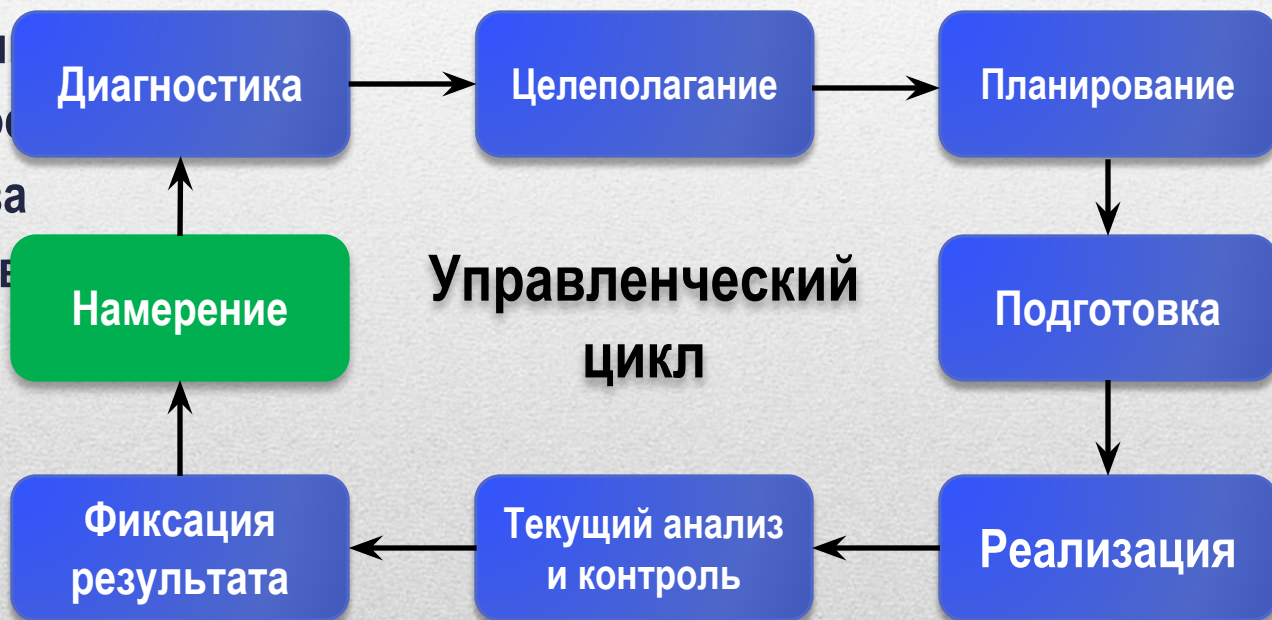 Диагностика
Целеполагание
Планирование
Намерение
Управленческий
цикл
Подготовка
Фиксация
результата
Текущий анализ
и контроль
Реализация